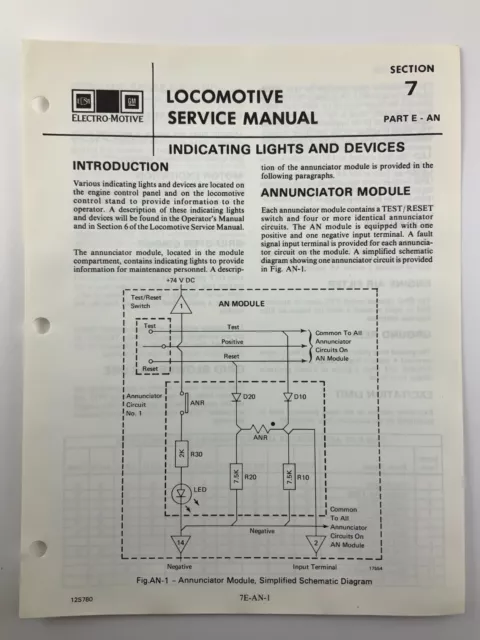 GM
ELECTRO-MOTIVE
LOCOMOTIVE
SERVICE MANUAL
SECTION
7
PART E - AN
INDICATING LIGHTS AND DEVICES
INTRODUCTION
Various indicating lights and devices are located on
the engine control panel and on the locomotive
control stand to provide information to the
operator. A description of these indicating lights
and devices will be found in the Operator's Manual
and in Section 6 of the Locomotive Service Manual.
The annunciator module, located in the module
compartment, contains indicating lights to provide
information for maintenance personnel. A descrip-
tion of the annunciator module is provided in the
following paragraphs.
ANNUNCIATOR MODULE
Each annunciator module contains a TEST/RESET
switch and four or more identical annunciator
circuits. The AN module is equipped with one
positive and one negative input terminal. A fault
signal input terminal is provided for each annuncia-
tor circuit on the module. A simplified schematic
diagram showing one annunciator circuit is provided
in Fig. AN-1.
+74 V DC
Test/Reset
Switch
1
AN MODULE
Test
Test
Positive
Reset
Reset
Common To All
Annunciator
Circuits On
AN Module
Annunciator
Circuit
No. 1
ANR
D20
D10
ANR
2K
R30
7.5K
R20
7.5K
R10
LED
Common
To All
Annunciator
Circuits On
AN Module
Negative
14
2
Negative
Input Terminal
17554
Fig.AN-1 - Annunciator Module, Simplified Schematic Diagram
125780
7E-AN-1